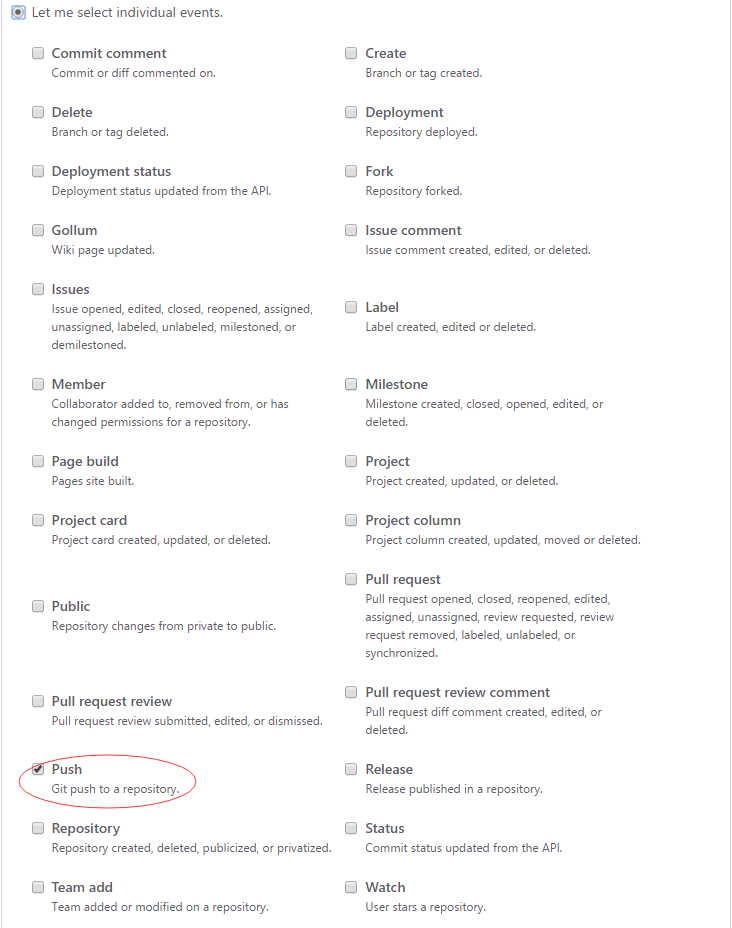 Let me select individual events.
Commit comment
Commit or diff commented on.
Create
Branch or tag created.
Delete
Branch or tag deleted.
Deployment
Repository deployed.
Deployment status
Deployment status updated from the API.
Fork
Repository forked.
Gollum
Wiki page updated.
Issue comment
Issue comment created, edited, or deleted.
Issues
Issue opened, edited, closed, reopened, assigned,
unassigned, labeled, unlabeled, milestoned, or
demilestoned.
Label
Label created, edited or deleted.
Member
Collaborator added to, removed from, or has
changed permissions for a repository.
Milestone
Milestone created, closed, opened, edited, or
deleted.
Page build
Pages site built.
Project
Project created, updated, or deleted.
Project card
Project card created, updated, or deleted.
Project column
Project column created, updated, moved or deleted.
Public
Repository changes from private to public.
Pull request
Pull request opened, closed, reopened, edited,
assigned, unassigned, review requested, review
request removed, labeled, unlabeled, or
synchronized.
Pull request review
Pull request review submitted, edited, or dismissed.
Pull request review comment
Pull request diff comment created, edited, or
deleted.
Push
Git push to a repository.
Release
Release published in a repository.
Repository
Repository created, deleted, publicized, or privatized.
Status
Commit status updated from the API.
Team add
Team added or modified on a repository.
Watch
User stars a repository.